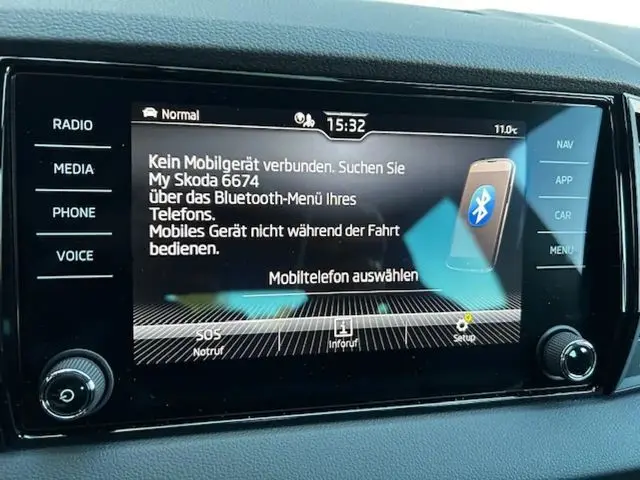 RADIO
MEDIA
PHONE
VOICE
Normal
15:32
11.0°C
Kein Mobilgerät verbunden. Suchen Sie
My Skoda 6674
über das Bluetooth-Menü Ihres
Telefons.
Mobiles Gerät nicht während der Fahrt
bedienen.
Mobiltelefon auswählen
SOS
Notruf
i
Inforuf
Setup
NAV
APP
CAR
MENU